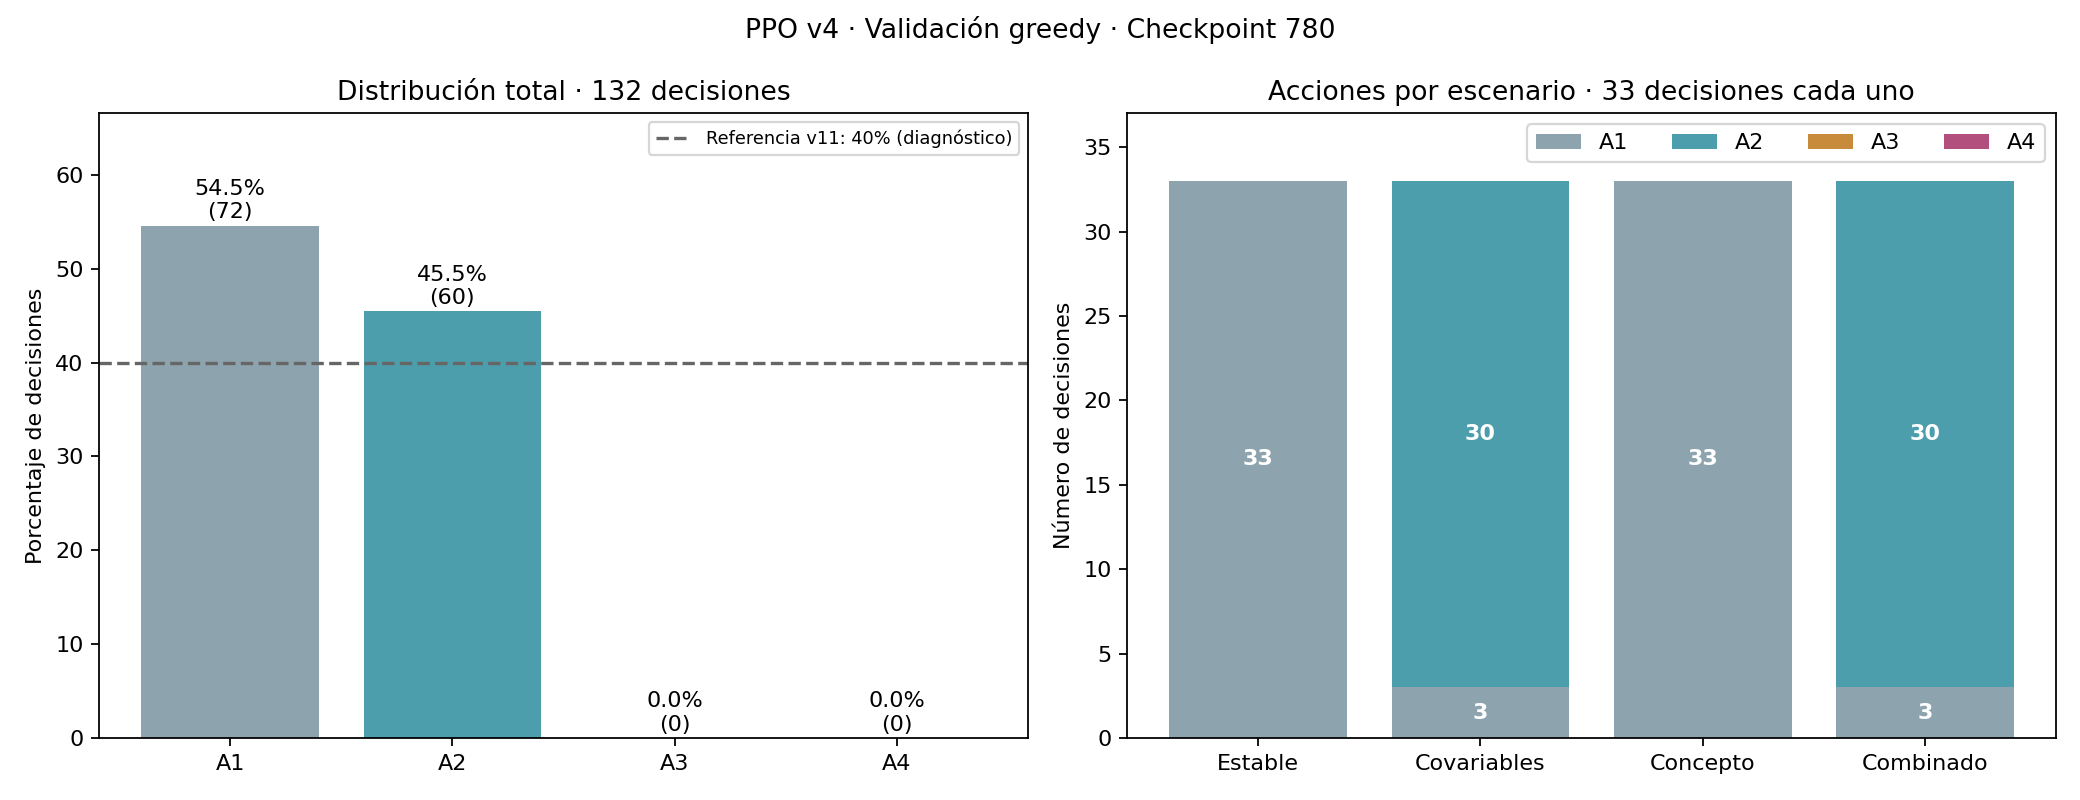 PPO v4 · Validación greedy · Checkpoint 780
Distribución total · 132 decisiones
Referencia v11: 40% (diagnóstico)
Porcentaje de decisiones
60
50
40
30
20
10
0
54.5%
(72)
45.5%
(60)
0.0%
(0)
0.0%
(0)
A1
A2
A3
A4
Acciones por escenario · 33 decisiones cada uno
A1
A2
A3
A4
Número de decisiones
35
30
25
20
15
10
5
0
33
30
3
33
30
3
Estable
Covariables
Concepto
Combinado